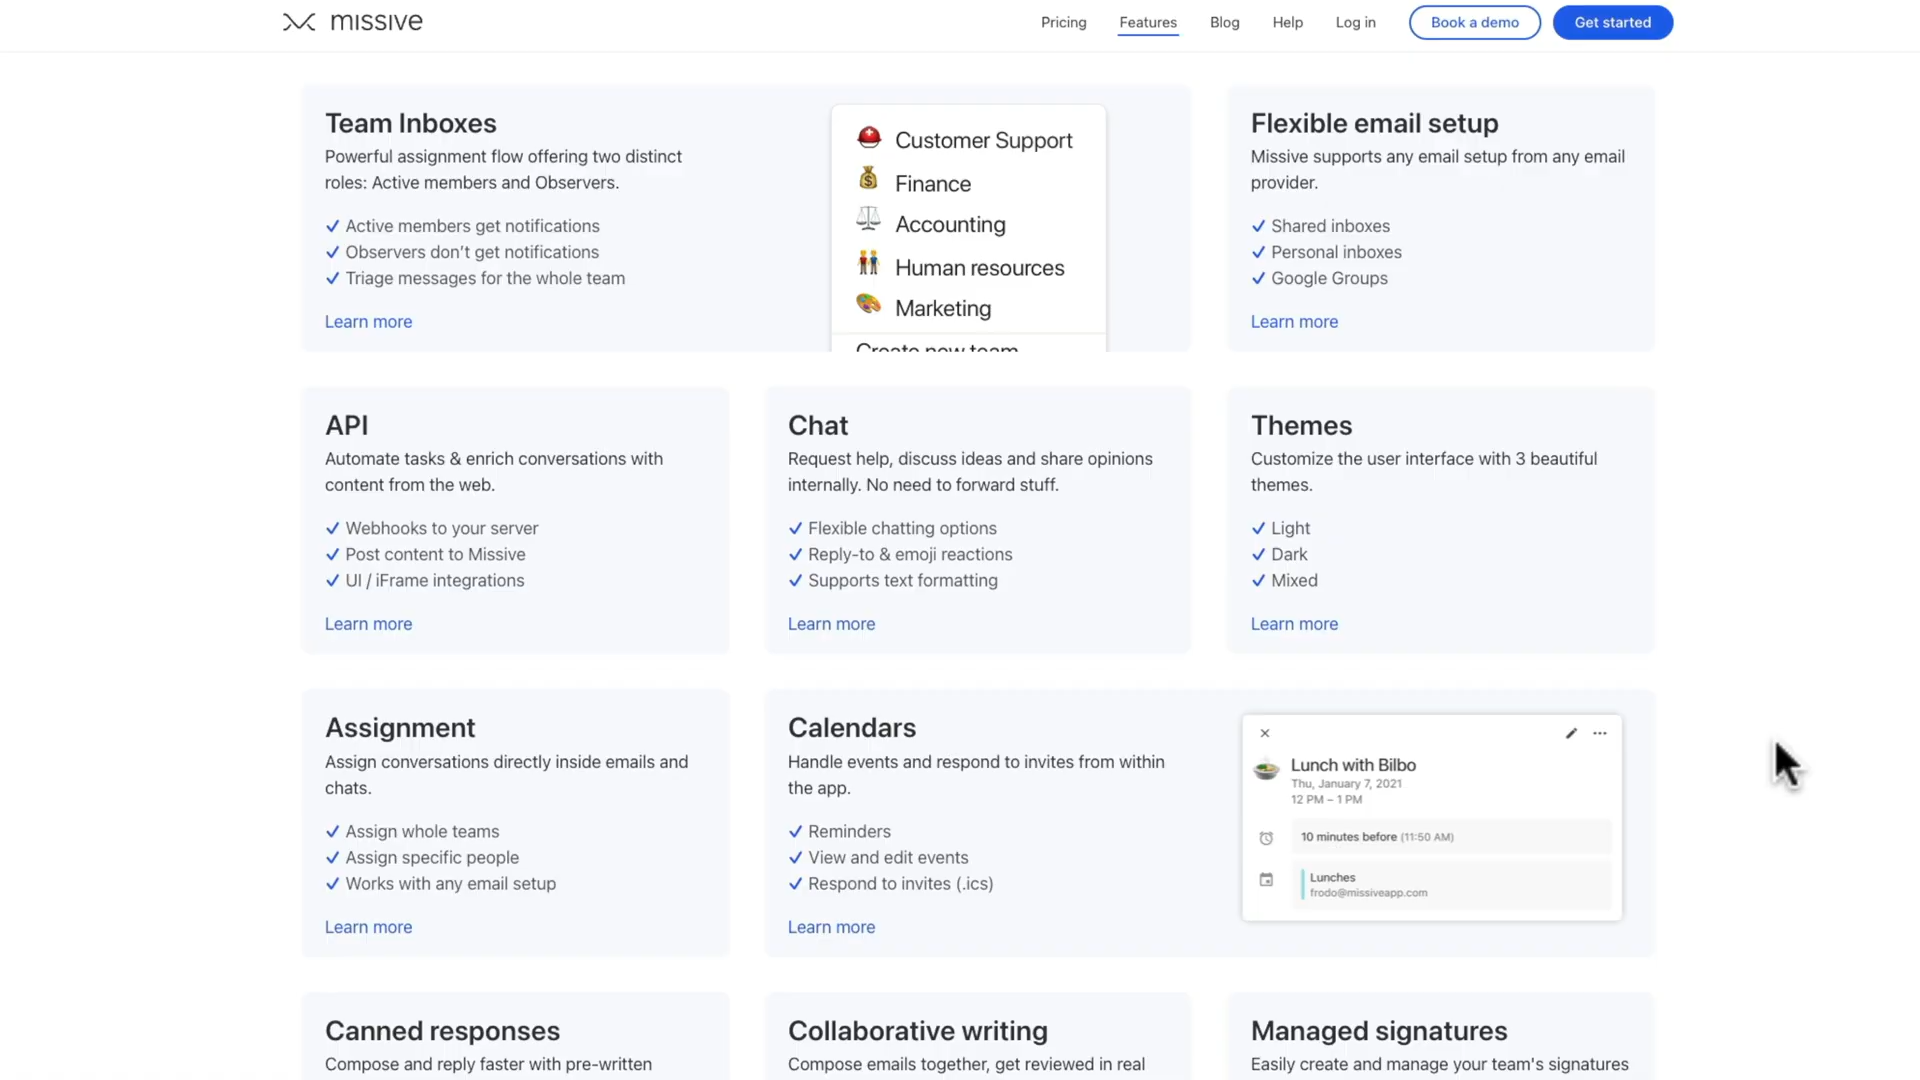 missive
Pricing
Features
Blog
Help
Log in
Book a demo
Get started
Team Inboxes
Powerful assignment flow offering two distinct
roles: Active members and Observers.
Active members get notifications
Observers don't get notifications
Triage messages for the whole team
Learn more
Customer Support
Finance
Accounting
Human resources
Marketing
Create new team
Flexible email setup
Missive supports any email setup from any email
provider.
Shared inboxes
Personal inboxes
Google Groups
Learn more
API
Automate tasks & enrich conversations with
content from the web.
Webhooks to your server
Post content to Missive
UI / iFrame integrations
Learn more
Chat
Request help, discuss ideas and share opinions
internally. No need to forward stuff.
Flexible chatting options
Reply-to & emoji reactions
Supports text formatting
Learn more
Themes
Customize the user interface with 3 beautiful
themes.
Light
Dark
Mixed
Learn more
Assignment
Assign conversations directly inside emails and
chats.
Assign whole teams
Assign specific people
Works with any email setup
Learn more
Calendars
Handle events and respond to invites from within
the app.
Reminders
View and edit events
Respond to invites (.ics)
Learn more
Lunch with Bilbo
Thu, January 7, 2021
12 PM – 1 PM
10 minutes before (11:50 AM)
Lunches
frodo@missiveapp.com
Canned responses
Compose and reply faster with pre-written
Collaborative writing
Compose emails together, get reviewed in real
Managed signatures
Easily create and manage your team's signatures